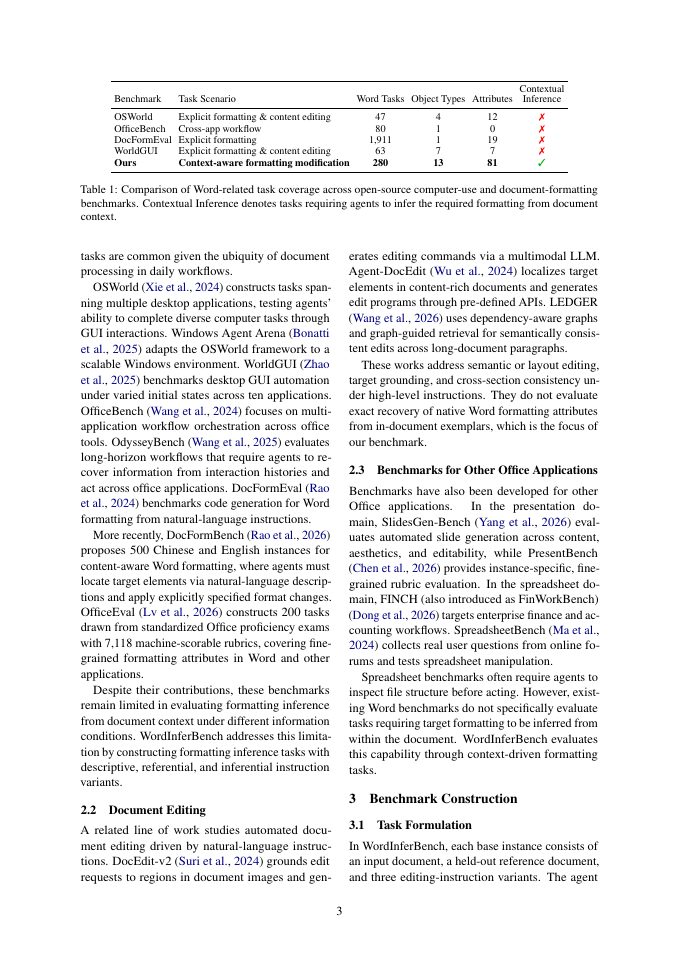 Benchmark Task Scenario Word Tasks Object Types Attributes Contextual Inference
OSWorld Explicit formatting & content editing 47 4 12 ✗
OfficeBench Cross-app workflow 80 1 0 ✗
DocFormEval Explicit formatting 1,911 1 19 ✗
WorldGUI Explicit formatting & content editing 63 7 7 ✗
Ours Context-aware formatting modification 280 13 81 ✓
Table 1: Comparison of Word-related task coverage across open-source computer-use and document-formatting
benchmarks. Contextual Inference denotes tasks requiring agents to infer the required formatting from document
context.
tasks are common given the ubiquity of document
processing in daily workflows.
OSWorld (Xie et al., 2024) constructs tasks span-
ning multiple desktop applications, testing agents’
ability to complete diverse computer tasks through
GUI interactions. Windows Agent Arena (Bonatti
et al., 2025) adapts the OSWorld framework to a
scalable Windows environment. WorldGUI (Zhao
et al., 2025) benchmarks desktop GUI automation
under varied initial states across ten applications.
OfficeBench (Wang et al., 2024) focuses on multi-
application workflow orchestration across office
tools. OdysseyBench (Wang et al., 2025) evaluates
long-horizon workflows that require agents to re-
cover information from interaction histories and
act across office applications. DocFormEval (Rao
et al., 2024) benchmarks code generation for Word
formatting from natural-language instructions.
More recently, DocFormBench (Rao et al., 2026)
proposes 500 Chinese and English instances for
content-aware Word formatting, where agents must
locate target elements via natural-language descrip-
tions and apply explicitly specified format changes.
OfficeEval (Lv et al., 2026) constructs 200 tasks
drawn from standardized Office proficiency exams
with 7,118 machine-scorable rubrics, covering fine-
grained formatting attributes in Word and other
applications.
Despite their contributions, these benchmarks
remain limited in evaluating formatting inference
from document context under different information
conditions. WordInferBench addresses this limita-
tion by constructing formatting inference tasks with
descriptive, referential, and inferential instruction
variants.
2.2 Document Editing
A related line of work studies automated docu-
ment editing driven by natural-language instruc-
tions. DocEdit-v2 (Suri et al., 2024) grounds edit
requests to regions in document images and gen-
erates editing commands via a multimodal LLM.
Agent-DocEdit (Wu et al., 2024) localizes target
elements in content-rich documents and generates
edit programs through pre-defined APIs. LEDGER
(Wang et al., 2026) uses dependency-aware graphs
and graph-guided retrieval for semantically consis-
tent edits across long-document paragraphs.
These works address semantic or layout editing,
target grounding, and cross-section consistency un-
der high-level instructions. They do not evaluate
exact recovery of native Word formatting attributes
from in-document exemplars, which is the focus of
our benchmark.
2.3 Benchmarks for Other Office Applications
Benchmarks have also been developed for other
Office applications. In the presentation do-
main, SlidesGen-Bench (Yang et al., 2026) eval-
uates automated slide generation across content,
aesthetics, and editability, while PresentBench
(Chen et al., 2026) provides instance-specific, fine-
grained rubric evaluation. In the spreadsheet do-
main, FINCH (also introduced as FinWorkBench)
(Dong et al., 2026) targets enterprise finance and ac-
counting workflows. SpreadsheetBench (Ma et al.,
2024) collects real user questions from online fo-
rums and tests spreadsheet manipulation.
Spreadsheet benchmarks often require agents to
inspect file structure before acting. However, exist-
ing Word benchmarks do not specifically evaluate
tasks requiring target formatting to be inferred from
within the document. WordInferBench evaluates
this capability through context-driven formatting
tasks.
3 Benchmark Construction
3.1 Task Formulation
In WordInferBench, each base instance consists of
an input document, a held-out reference document,
and three editing-instruction variants. The agent
3